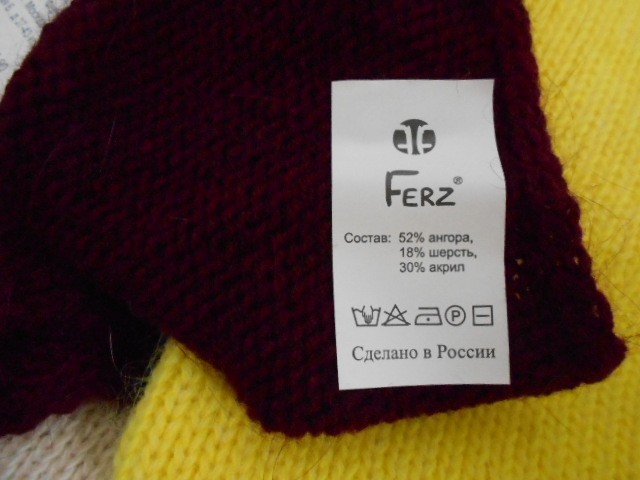 FERZ®
Состав: 52% ангора,
18% шерсть,
30% акрил
P
Сделано в России